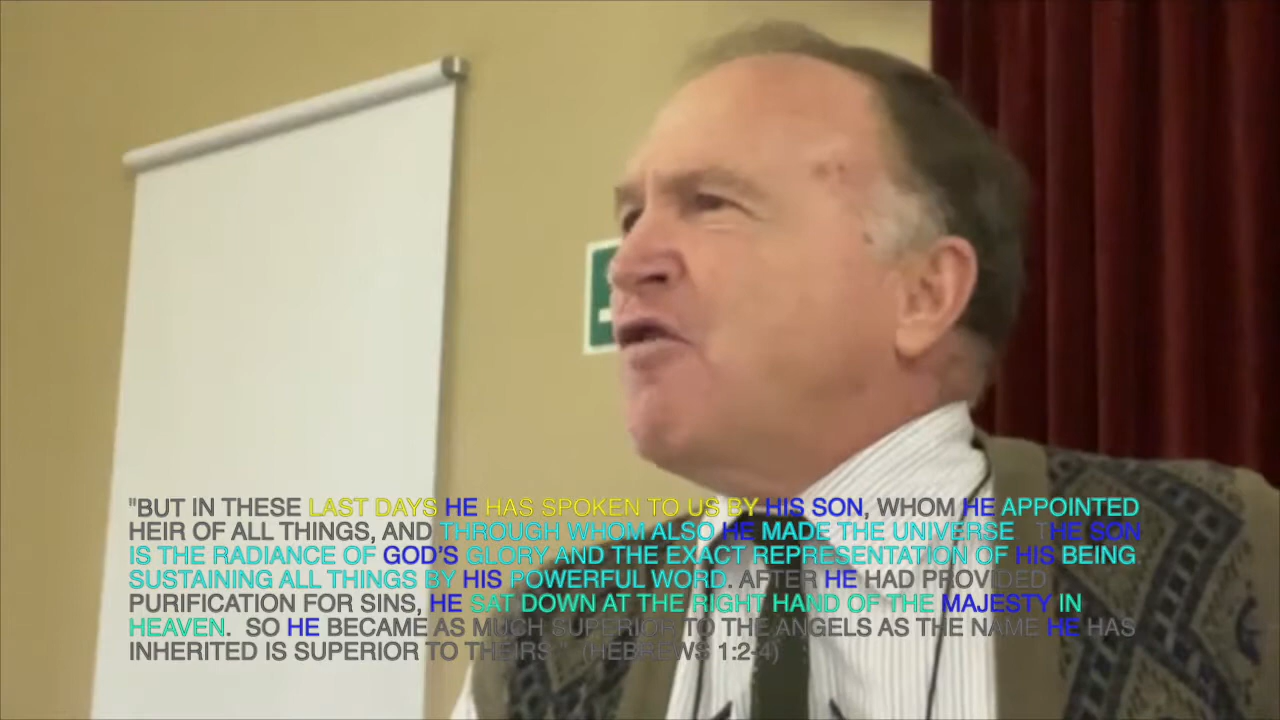 "BUT IN THESE LAST DAYS HE HAS SPOKEN TO US BY HIS SON, WHOM HE APPOINTED
HEIR OF ALL THINGS, AND THROUGH WHOM ALSO HE MADE THE UNIVERSE THE SON
IS THE RADIANCE OF GOD'S GLORY AND THE EXACT REPRESENTATION OF HIS BEING
SUSTAINING ALL THINGS BY HIS POWERFUL WORD. AFTER HE HAD PROVIDED
PURIFICATION FOR SINS, HE SAT DOWN AT THE RIGHT HAND OF THE MAJESTY IN
HEAVEN. SO HE BECAME AS MUCH SUPERIOR TO THE ANGELS AS THE NAME HE HAS
INHERITED IS SUPERIOR TO THEIRS" (HEBREWS 1:2-4)